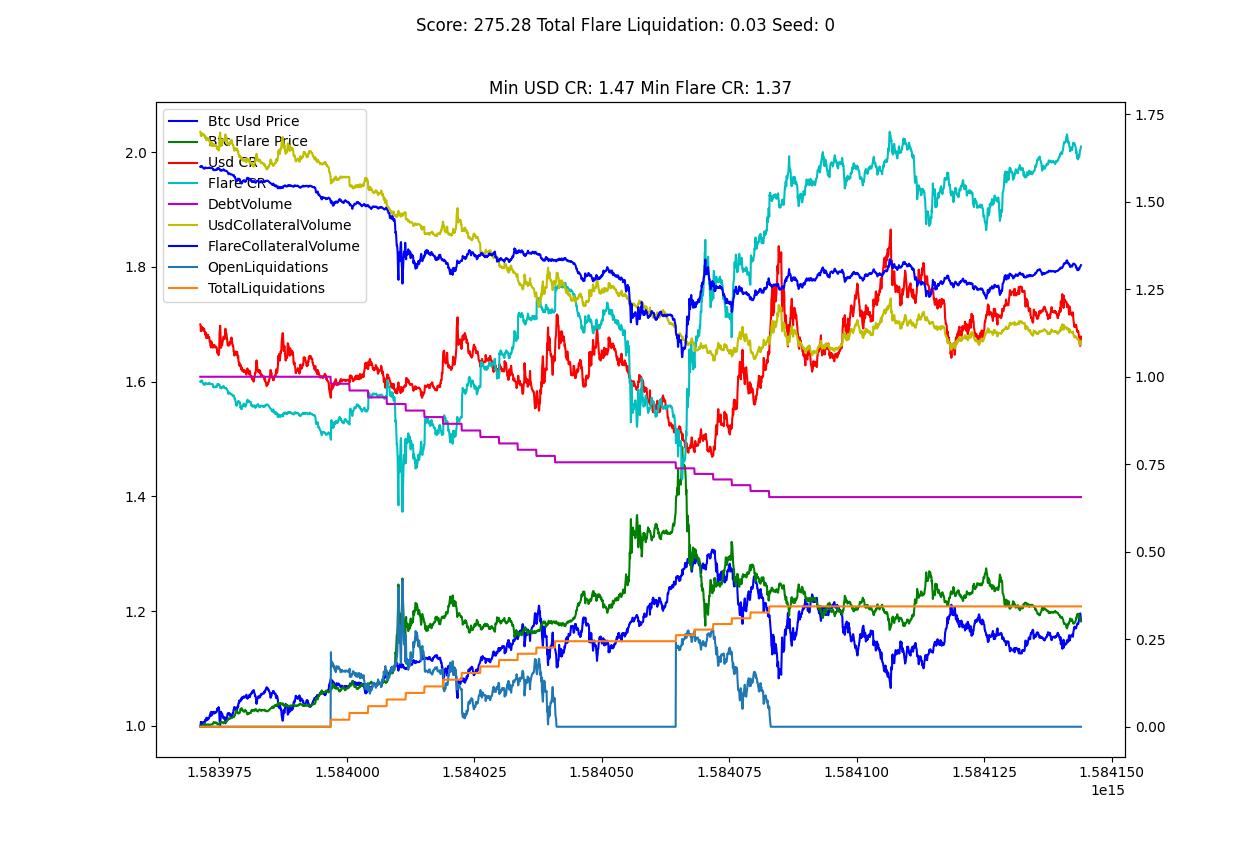 Score: 275.28 Total Flare Liquidation: 0.03 Seed: 0
Min USD CR: 1.47 Min Flare CR: 1.37
Btc Usd Price
Btc Flare Price
Usd CR
Flare CR
DebtVolume
UsdCollateralVolume
FlareCollateralVolume
OpenLiquidations
TotalLiquidations
2.0
1.8
1.6
1.4
1.2
1.0
1.75
1.50
1.25
1.00
0.75
0.50
0.25
0.00
1.583975 1.584000 1.584025 1.584050 1.584075 1.584100 1.584125 1.584150
1e15